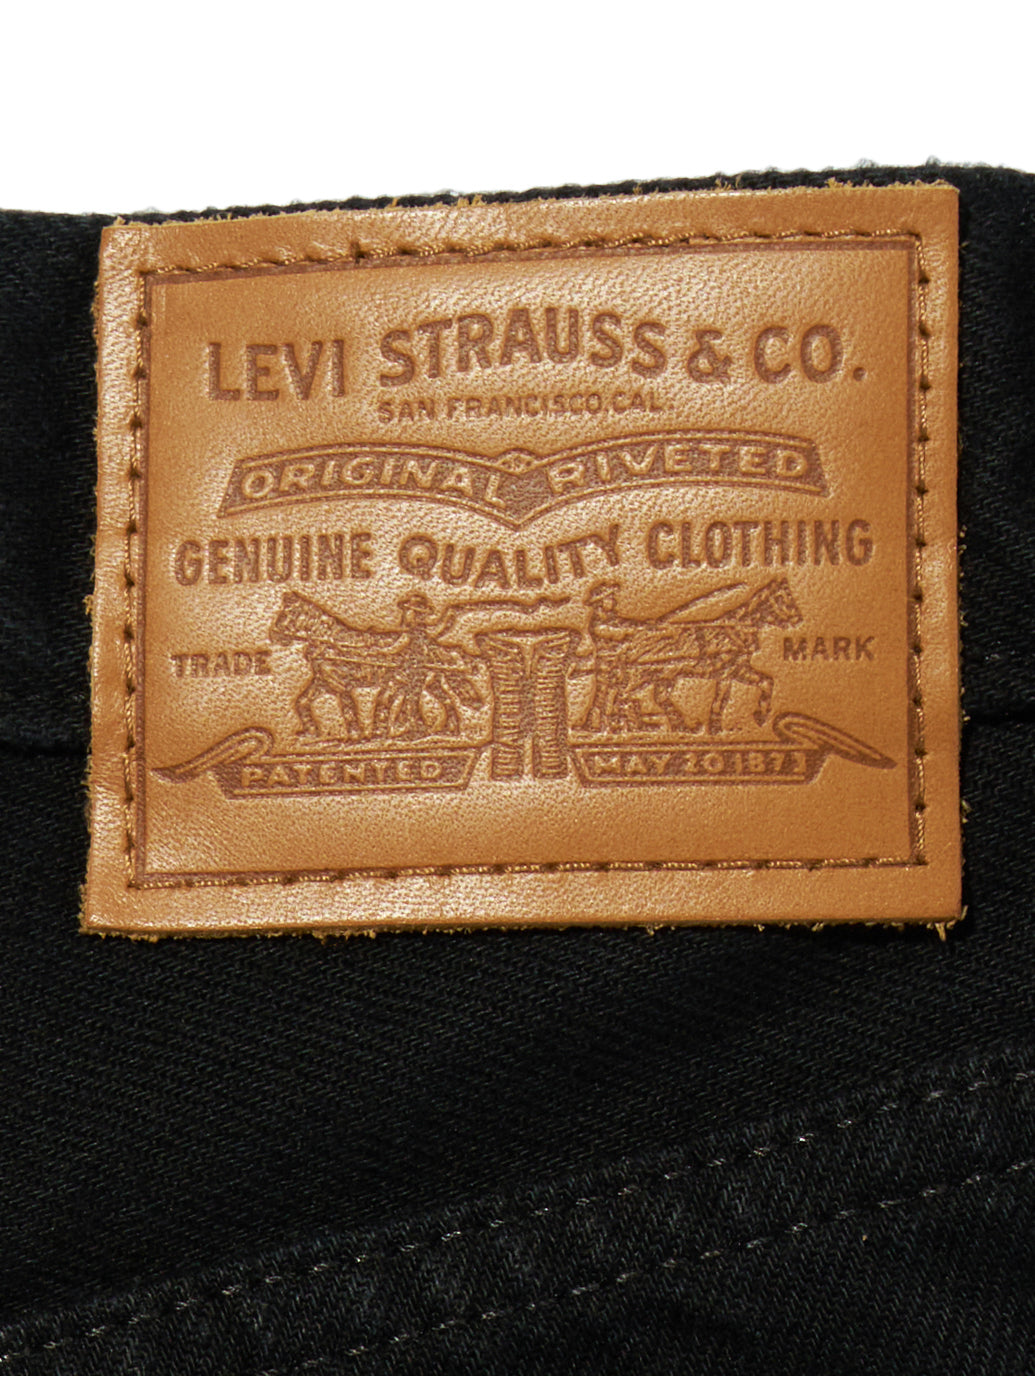 LEVI STRAUSS & CO.
SAN FRANCISCO, CAL.
ORIGINAL RIVETED
GENUINE QUALITY CLOTHING
TRADE MARK
PATENTED MAY 20 1873